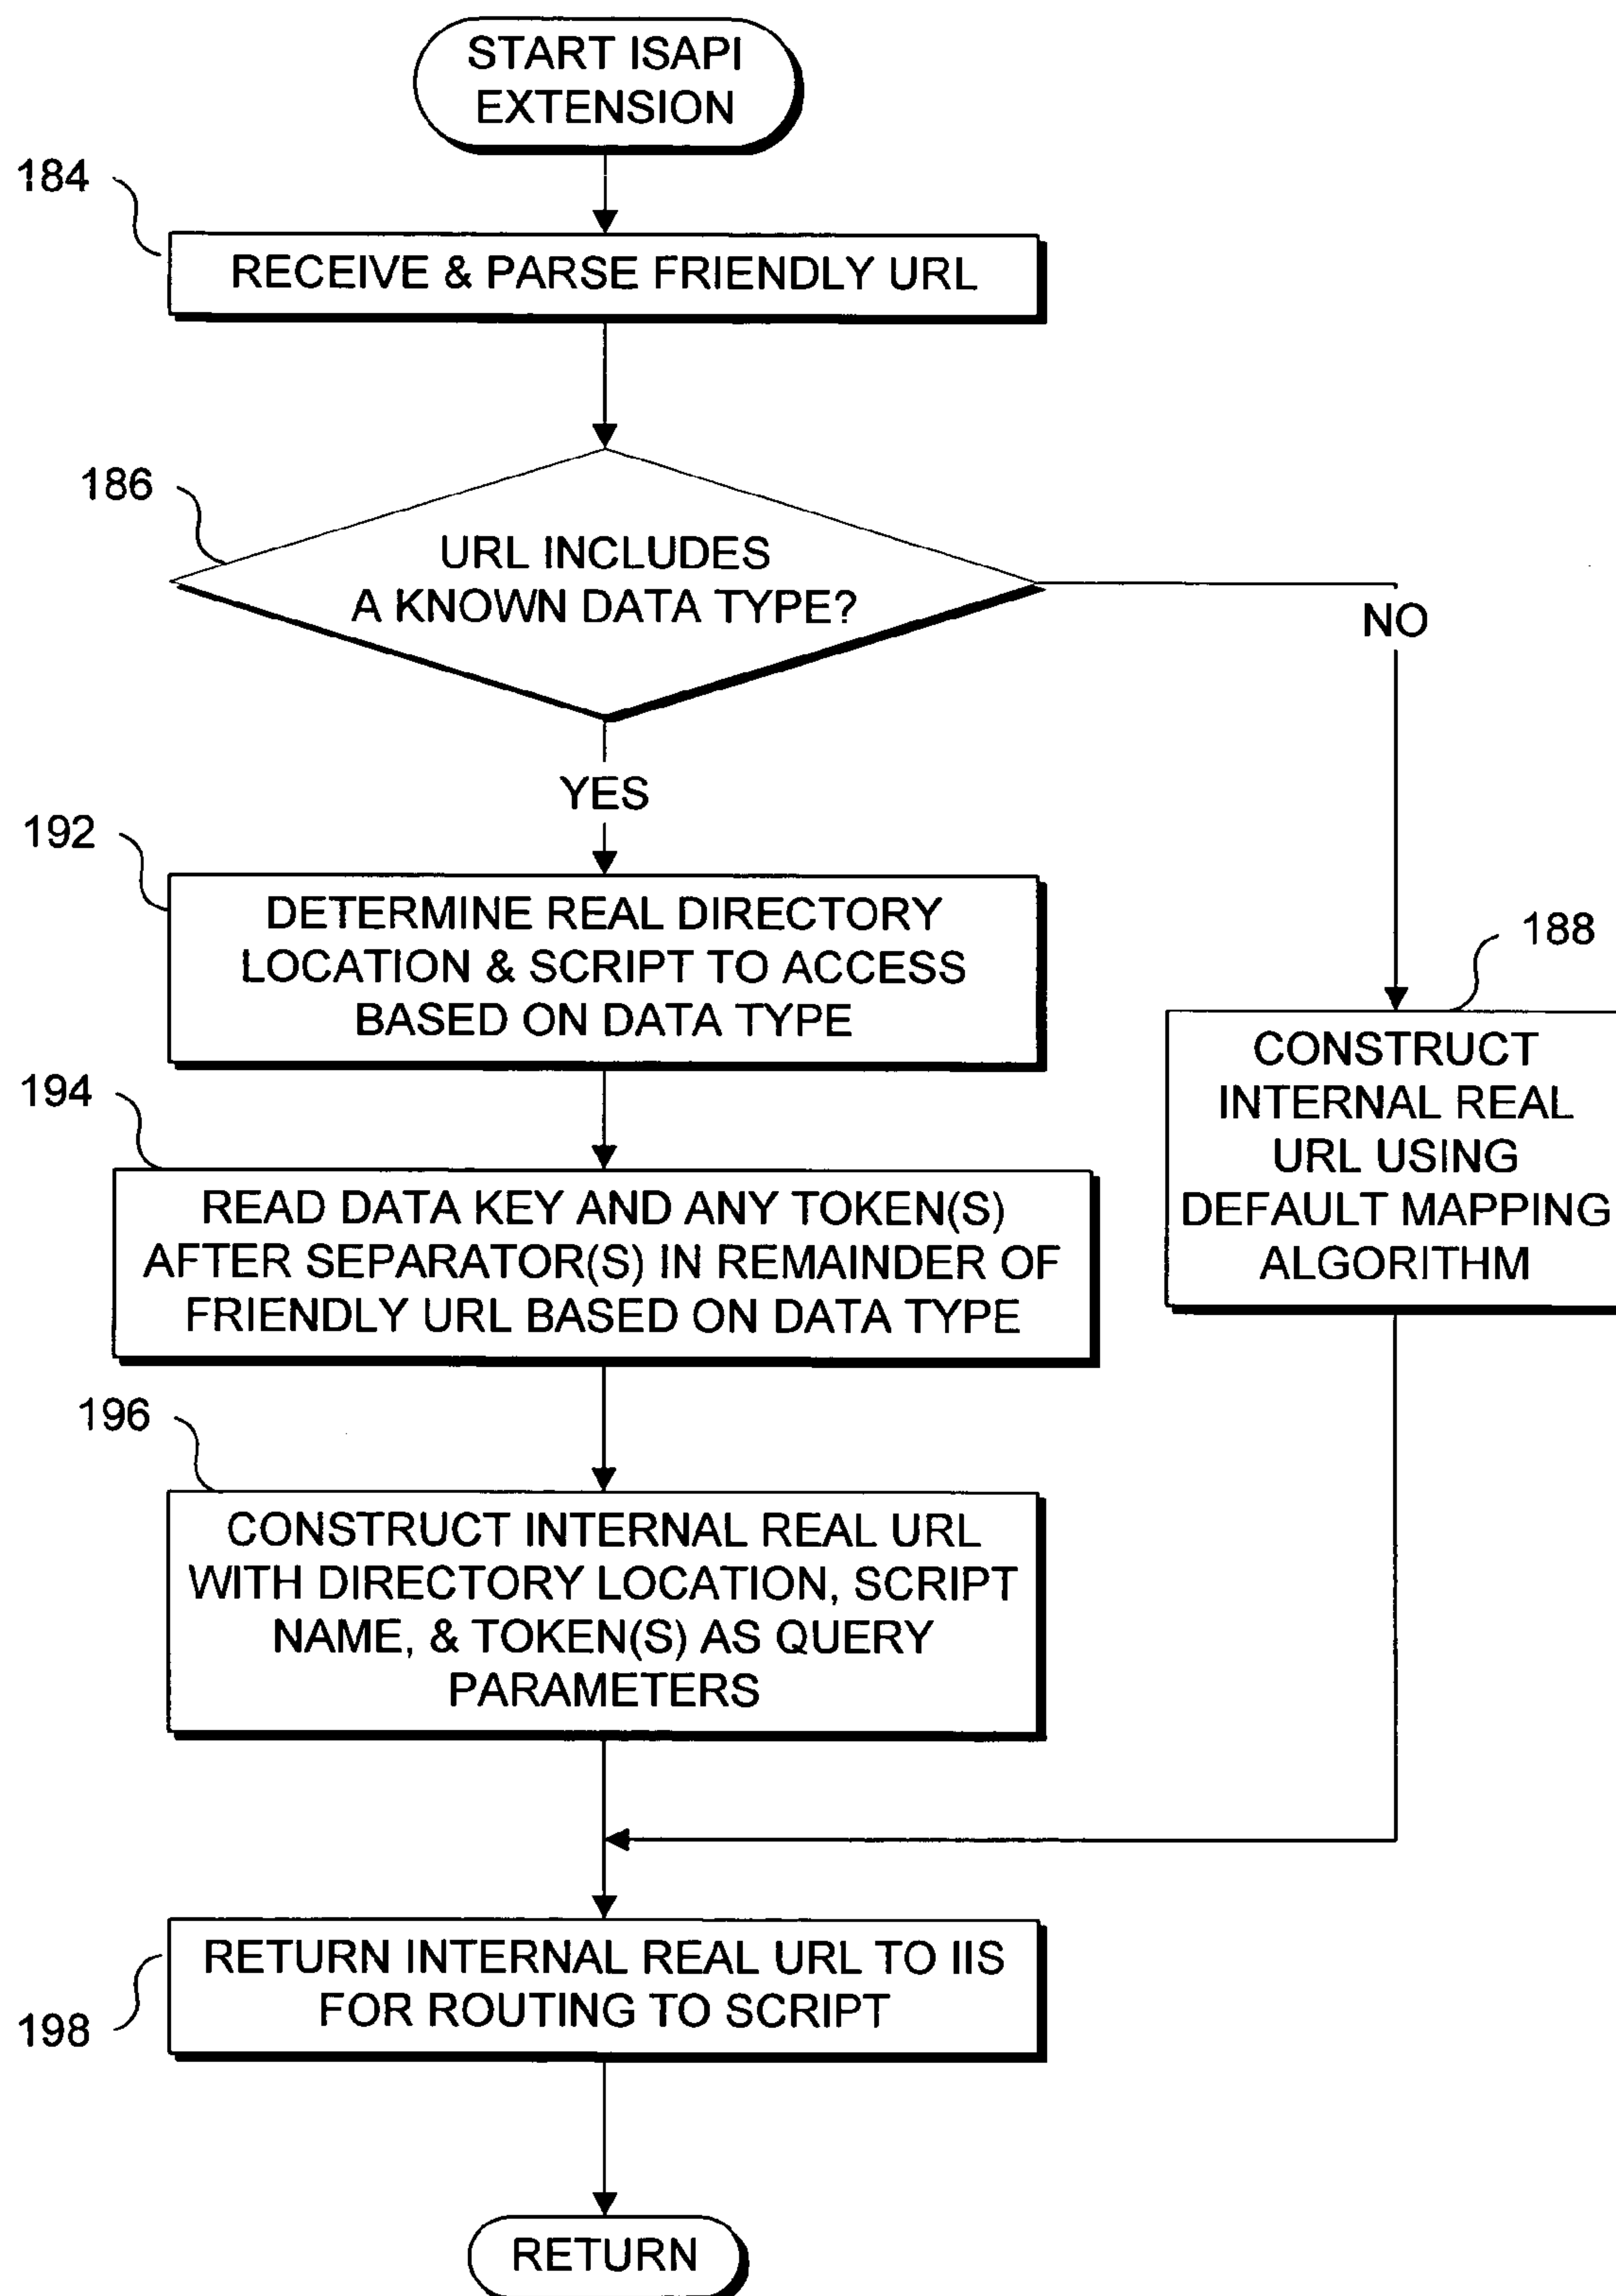 START ISAPI
EXTENSION
184
RECEIVE & PARSE FRIENDLY URL
186
URL INCLUDES
A KNOWN DATA TYPE?
NO
YES
192
DETERMINE REAL DIRECTORY
LOCATION & SCRIPT TO ACCESS
BASED ON DATA TYPE
188
CONSTRUCT
INTERNAL REAL
URL USING
DEFAULT MAPPING
ALGORITHM
194
READ DATA KEY AND ANY TOKEN(S)
AFTER SEPARATOR(S) IN REMAINDER OF
FRIENDLY URL BASED ON DATA TYPE
196
CONSTRUCT INTERNAL REAL URL
WITH DIRECTORY LOCATION, SCRIPT
NAME, & TOKEN(S) AS QUERY
PARAMETERS
198
RETURN INTERNAL REAL URL TO IIS
FOR ROUTING TO SCRIPT
RETURN